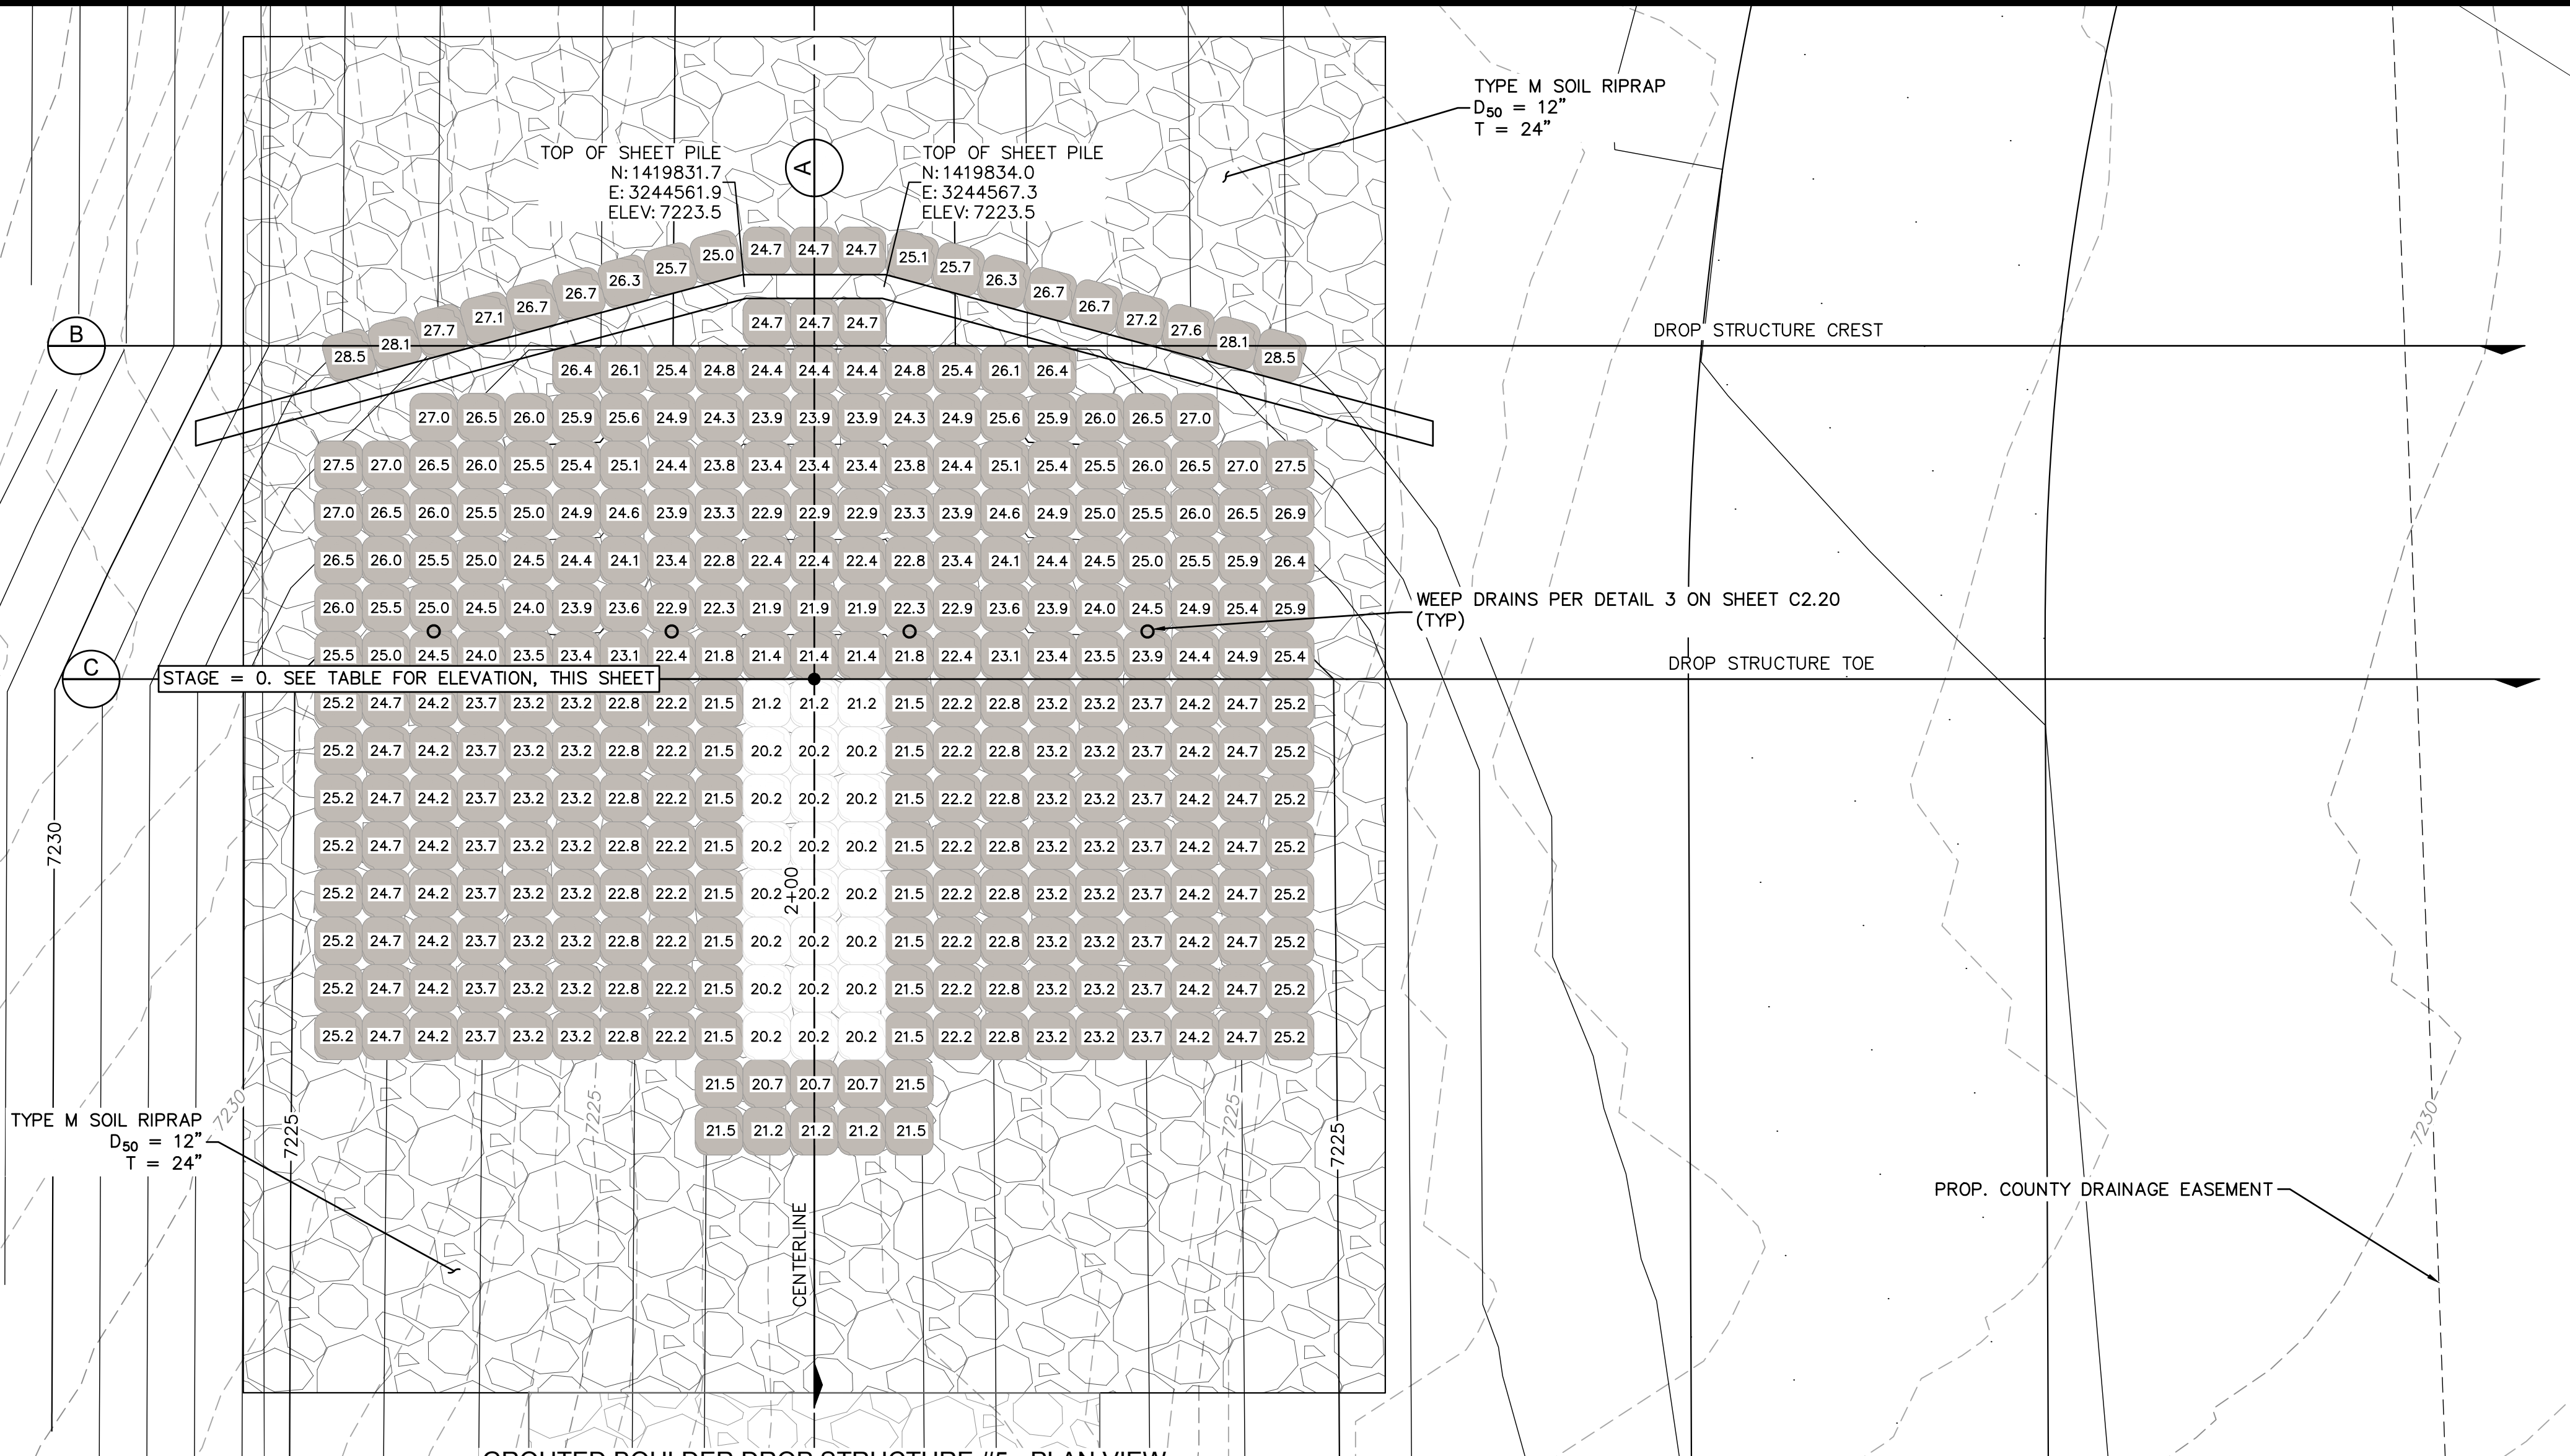 TYPE M SOIL RIPRAP
D50 = 12"
T = 24"
TOP OF SHEET PILE
N:1419831.7
E:3244561.9
ELEV:7223.5
A
TOP OF SHEET PILE
N:1419834.0
E:3244567.3
ELEV:7223.5
28.5 28.1 27.7 27.1 26.7 26.7 26.3 25.7 25.0 24.7 24.7 24.7 25.1 25.7 26.3 26.7 26.7 27.2 27.6 28.1 28.5
24.7 24.7 24.7
B
DROP STRUCTURE CREST
26.4 26.1 25.4 24.8 24.4 24.4 24.4 24.8 25.4 26.1 26.4
27.0 26.5 26.0 25.9 25.6 24.9 24.3 23.9 23.9 23.9 24.3 24.9 25.6 25.9 26.0 26.5 27.0
27.5 27.0 26.5 26.0 25.5 25.4 25.1 24.4 23.8 23.4 23.4 23.4 23.8 24.4 25.1 25.4 25.5 26.0 26.5 27.0 27.5
27.0 26.5 26.0 25.5 25.0 24.9 24.6 23.9 23.3 22.9 22.9 22.9 23.3 23.9 24.6 24.9 25.0 25.5 26.0 26.5 26.9
26.5 26.0 25.5 25.0 24.5 24.4 24.1 23.4 22.8 22.4 22.4 22.4 22.8 23.4 24.1 24.4 24.5 25.0 25.5 25.9 26.4
26.0 25.5 25.0 24.5 24.0 23.9 23.6 22.9 22.3 21.9 21.9 21.9 22.3 22.9 23.6 23.9 24.0 24.5 24.9 25.4 25.9
WEEP DRAINS PER DETAIL 3 ON SHEET C2.20
(TYP)
25.5 25.0 24.5 24.0 23.5 23.4 23.1 22.4 21.8 21.4 21.4 21.4 21.8 22.4 23.1 23.4 23.5 23.9 24.4 24.9 25.4
C
STAGE = 0. SEE TABLE FOR ELEVATION, THIS SHEET
DROP STRUCTURE TOE
25.2 24.7 24.2 23.7 23.2 23.2 22.8 22.2 21.5 21.2 21.2 21.2 21.5 22.2 22.8 23.2 23.2 23.7 24.2 24.7 25.2
25.2 24.7 24.2 23.7 23.2 23.2 22.8 22.2 21.5 20.2 20.2 20.2 21.5 22.2 22.8 23.2 23.2 23.7 24.2 24.7 25.2
25.2 24.7 24.2 23.7 23.2 23.2 22.8 22.2 21.5 20.2 20.2 20.2 21.5 22.2 22.8 23.2 23.2 23.7 24.2 24.7 25.2
25.2 24.7 24.2 23.7 23.2 23.2 22.8 22.2 21.5 20.2 20.2 20.2 21.5 22.2 22.8 23.2 23.2 23.7 24.2 24.7 25.2
25.2 24.7 24.2 23.7 23.2 23.2 22.8 22.2 21.5 20.2 20.2 20.2 21.5 22.2 22.8 23.2 23.2 23.7 24.2 24.7 25.2
25.2 24.7 24.2 23.7 23.2 23.2 22.8 22.2 21.5 20.2 20.2 20.2 21.5 22.2 22.8 23.2 23.2 23.7 24.2 24.7 25.2
25.2 24.7 24.2 23.7 23.2 23.2 22.8 22.2 21.5 20.2 20.2 20.2 21.5 22.2 22.8 23.2 23.2 23.7 24.2 24.7 25.2
25.2 24.7 24.2 23.7 23.2 23.2 22.8 22.2 21.5 20.2 20.2 20.2 21.5 22.2 22.8 23.2 23.2 23.7 24.2 24.7 25.2
7230
2+00
21.5 20.7 20.7 20.7 21.5
21.5 21.2 21.2 21.2 21.5
TYPE M SOIL RIPRAP
D50 = 12"
T = 24"
7230
7225
7225
7225
7225
7230
CENTERLINE
PROP. COUNTY DRAINAGE EASEMENT
GROUTED BOULDER DROP STRUCTURE #5 - PLAN VIEW